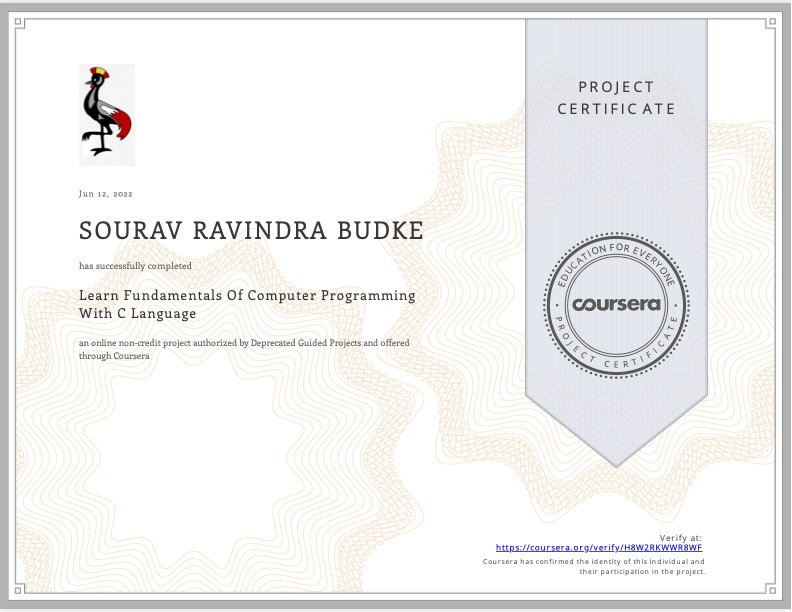 PROJECT
CERTIFICATE
Jun 12, 2022
SOURAV RAVINDRA BUDKE
has successfully completed
Learn Fundamentals Of Computer Programming
With C Language
an online non-credit project authorized by Deprecated Guided Projects and offered
through Coursera
EDUCATION FOR EVERYONE
coursera
PROJECT CERTIFICATE
Verify at:
https://coursera.org/verify/H8W2RKWWR8WF
Coursera has confirmed the identity of this individual and
their participation in the project.